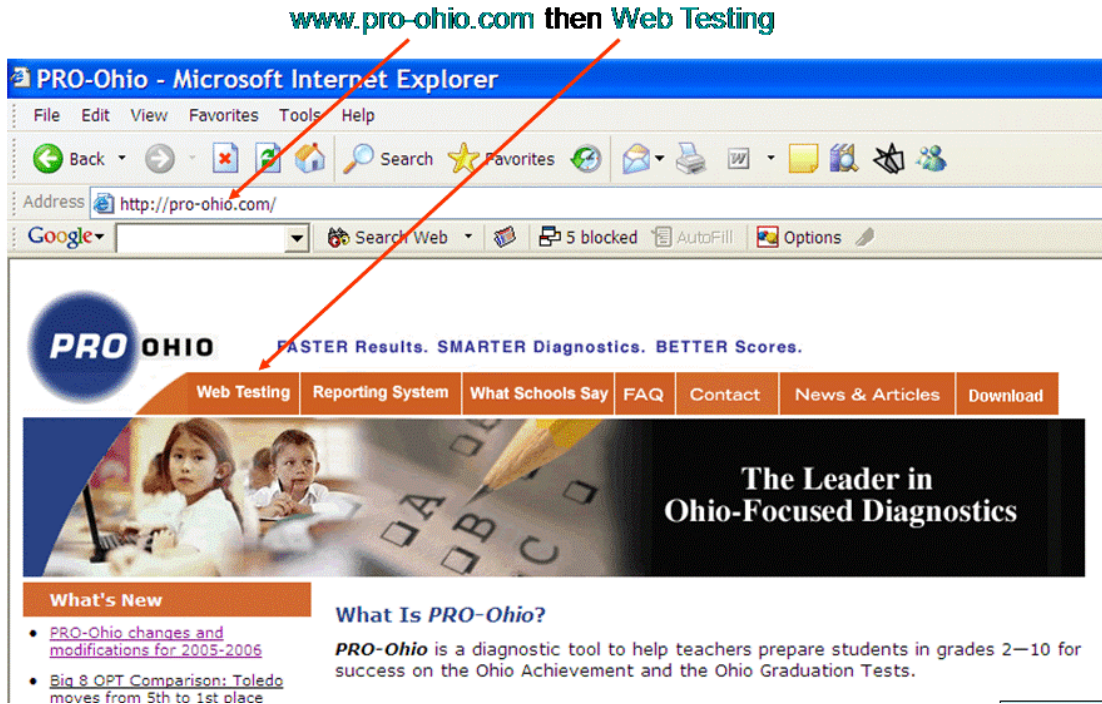 www.pro-ohio.com then Web Testing
PRO-Ohio - Microsoft Internet Explorer
File Edit View Favorites Tools Help
Back Search Favorites
Address http://pro-ohio.com/
Google Search Web 5 blocked AutoFill Options
PRO OHIO
FASTER Results. SMARTER Diagnostics. BETTER Scores.
Web Testing Reporting System What Schools Say FAQ Contact News & Articles Download
A
B
C
The Leader in
Ohio-Focused Diagnostics
What's New
PRO-Ohio changes and
modifications for 2005-2006
Big 8 OPT Comparison: Toledo
moves from 5th to 1st place
What Is PRO-Ohio?
PRO-Ohio is a diagnostic tool to help teachers prepare students in grades 2—10 for
success on the Ohio Achievement and the Ohio Graduation Tests.